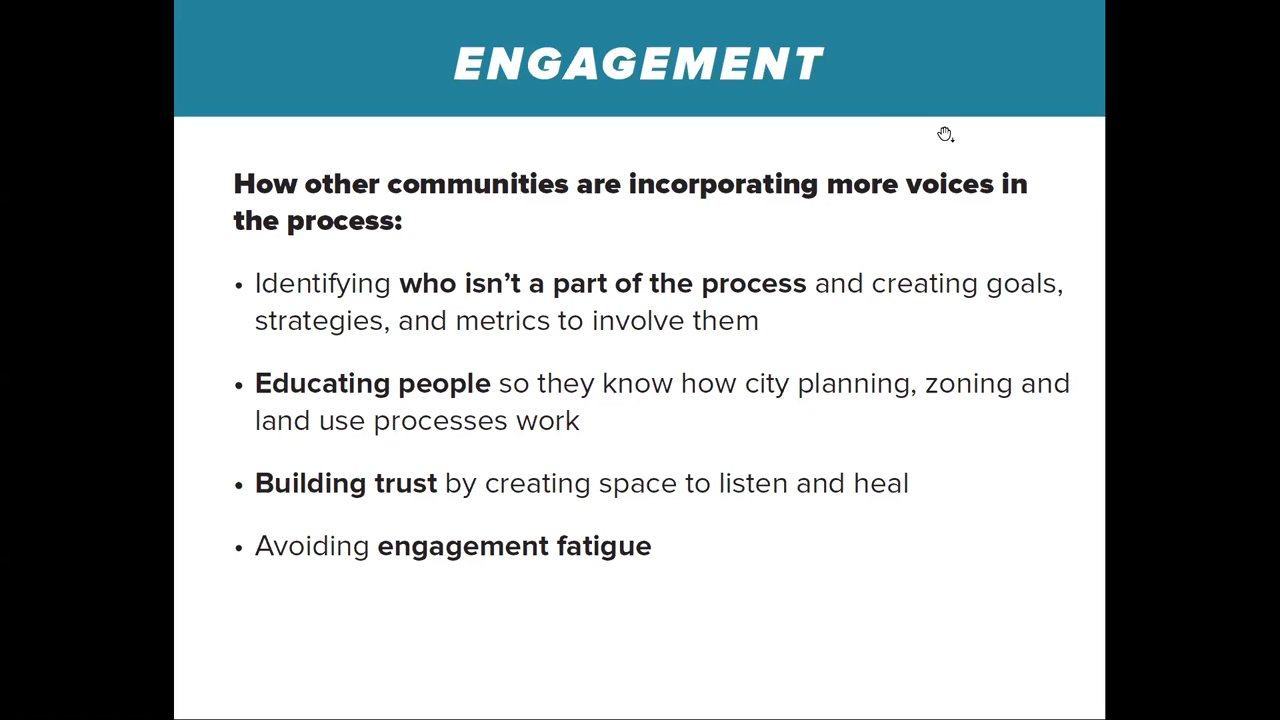 ENGAGEMENT
How other communities are incorporating more voices in
the process:
• Identifying who isn’t a part of the process and creating goals,
strategies, and metrics to involve them
• Educating people so they know how city planning, zoning and
land use processes work
• Building trust by creating space to listen and heal
• Avoiding engagement fatigue